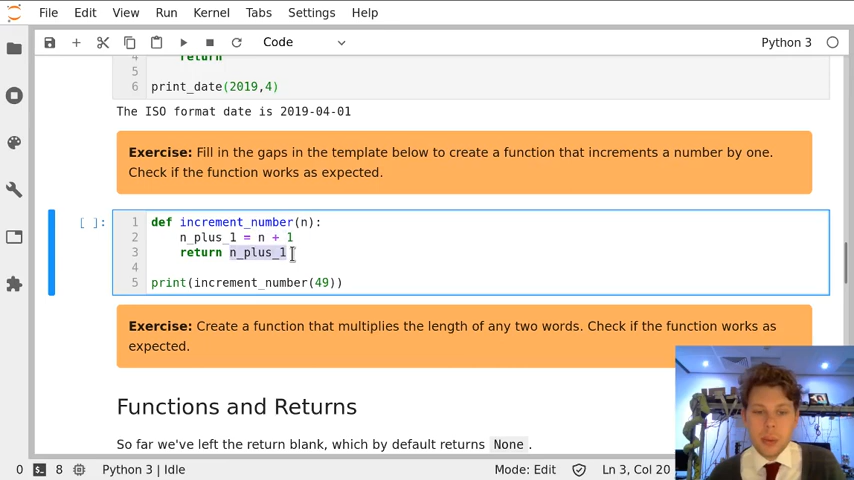 File Edit View Run Kernel Tabs Settings Help
Code Python 3
4 return
5
6 print_date(2019,4)
The ISO format date is 2019-04-01
Exercise: Fill in the gaps in the template below to create a function that increments a number by one.
Check if the function works as expected.
[ ]: 1 def increment_number(n):
2 n_plus_1 = n + 1
3 return n_plus_1
4
5 print(increment_number(49))
Exercise: Create a function that multiplies the length of any two words. Check if the function works as
expected.
Functions and Returns
So far we've left the return blank, which by default returns None.
0 8 Python 3 | Idle Mode: Edit Ln 3, Col 20